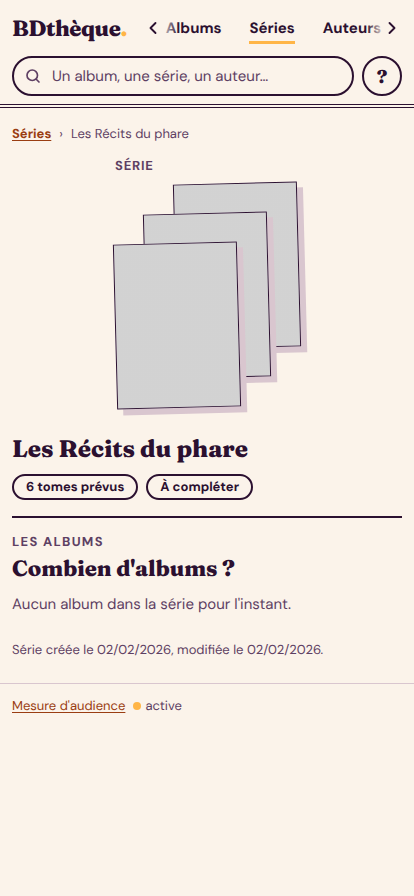 BDthèque.
Albums Séries Auteurs
Un album, une série, un auteur...
?
Séries › Les Récits du phare
SÉRIE
Les Récits du phare
6 tomes prévus
À compléter
LES ALBUMS
Combien d'albums ?
Aucun album dans la série pour l'instant.
Série créée le 02/02/2026, modifiée le 02/02/2026.
Mesure d'audience active